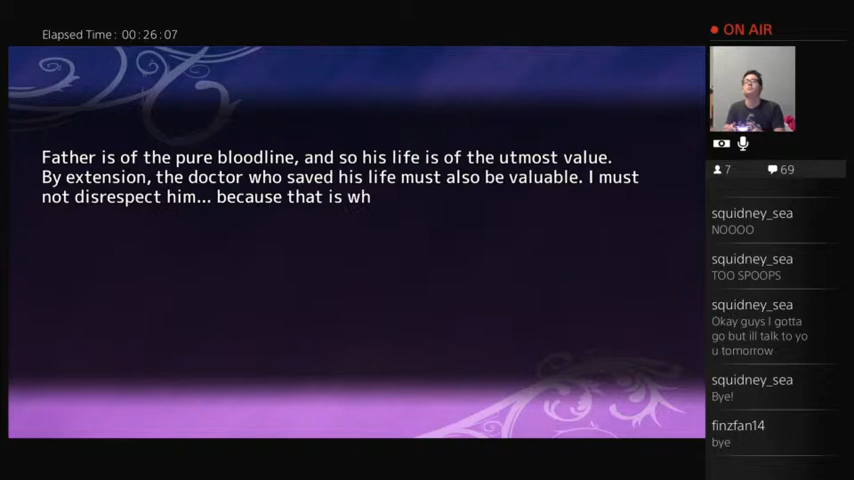 Elapsed Time: 00:26:07
ON AIR
Father is of the pure bloodline, and so his life is of the utmost value.
By extension, the doctor who saved his life must also be valuable. I must
not disrespect him... because that is wh
7
69
squidney_sea
NOOOO
squidney_sea
TOO SPOOPS
squidney_sea
Okay guys I gotta
go but ill talk to yo
u tomorrow
squidney_sea
Bye!
finzfan14
bye